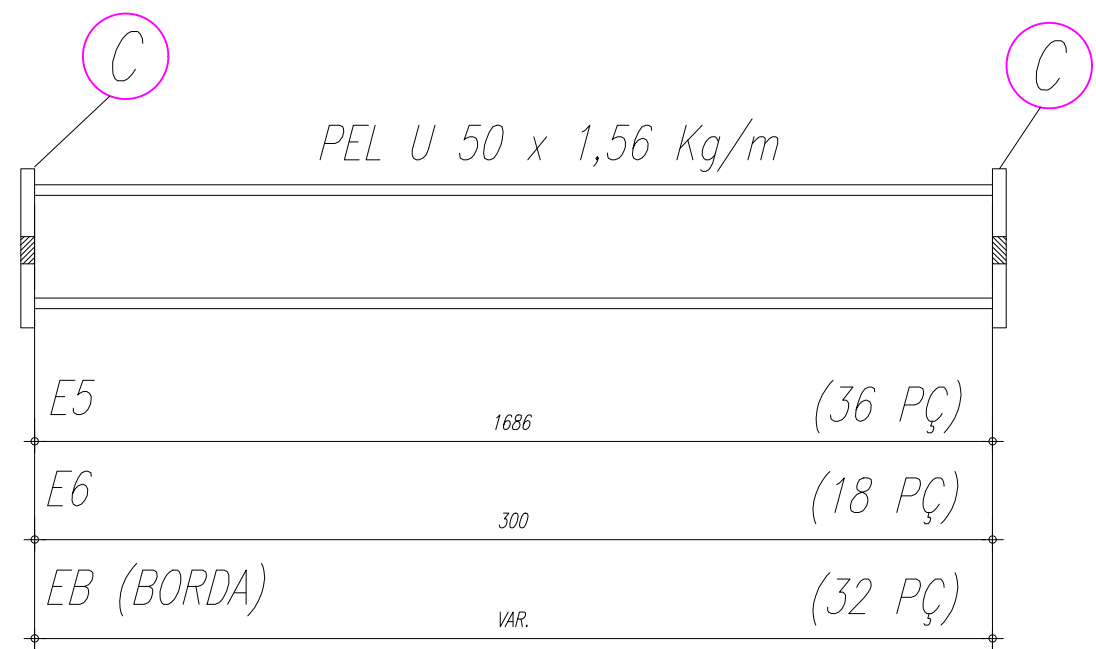 C
C
PEL U 50 x 1,56 Kg/m
E5 1686 (36 PÇ)
E6 300 (18 PÇ)
EB (BORDA) VAR. (32 PÇ)